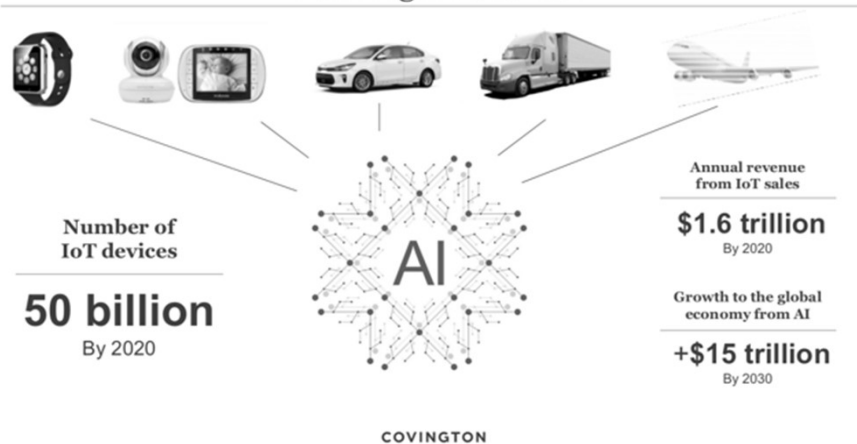 Number of
IoT devices
50 billion
By 2020
AI
Annual revenue
from IoT sales
$1.6 trillion
By 2020
Growth to the global
economy from AI
+$15 trillion
By 2030
COVINGTON